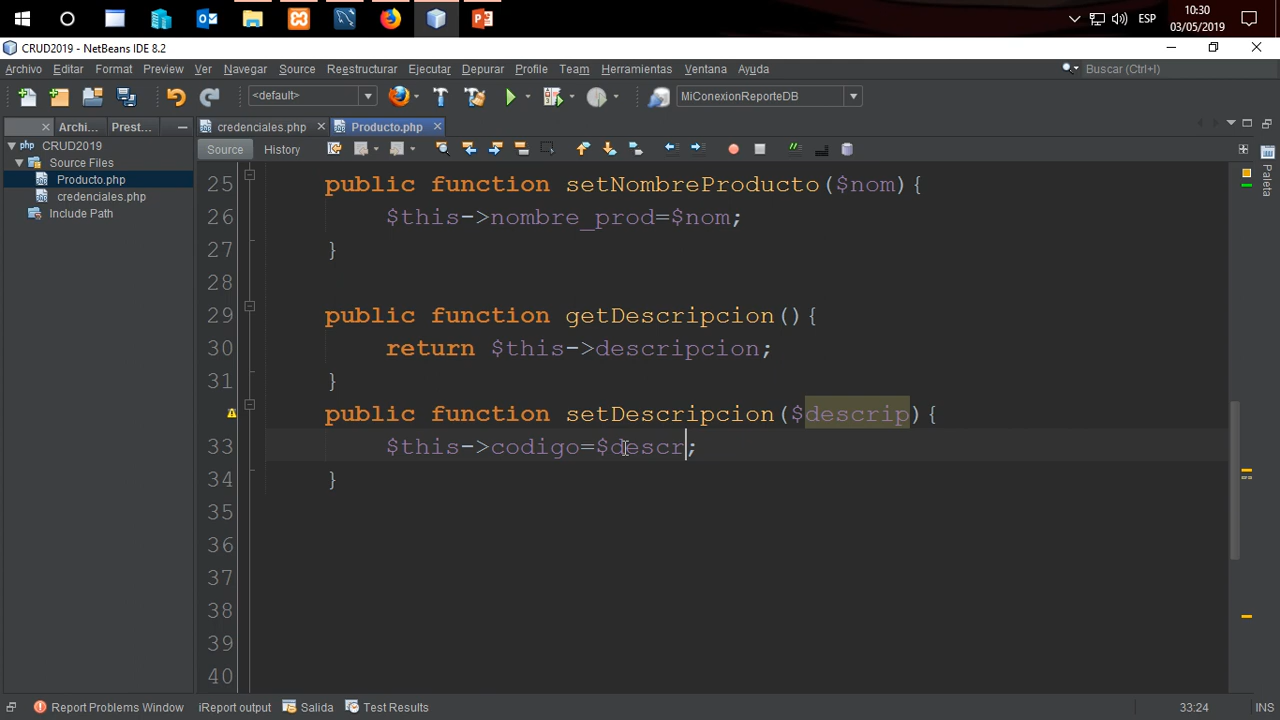 ESP
10:30
03/05/2019
CRUD2019 - NetBeans IDE 8.2
Archivo Editar Format Preview Ver Navegar Source Reestructurar Ejecutar Depurar Profile Team Herramientas Ventana Ayuda
Buscar (Ctrl+I)
<default>
MiConexionReporteDB
Archi... Prest...
credenciales.php Producto.php
CRUD2019
Source Files
Producto.php
credenciales.php
Include Path
Source History
Paleta
25 public function setNombreProducto($nom){
26 $this->nombre_prod=$nom;
27 }
28
29 public function getDescripcion(){
30 return $this->descripcion;
31 }
public function setDescripcion($descrip){
33 $this->codigo=$descr;
34 }
35
36
37
38
39
40
Report Problems Window iReport output Salida Test Results
33:24 INS